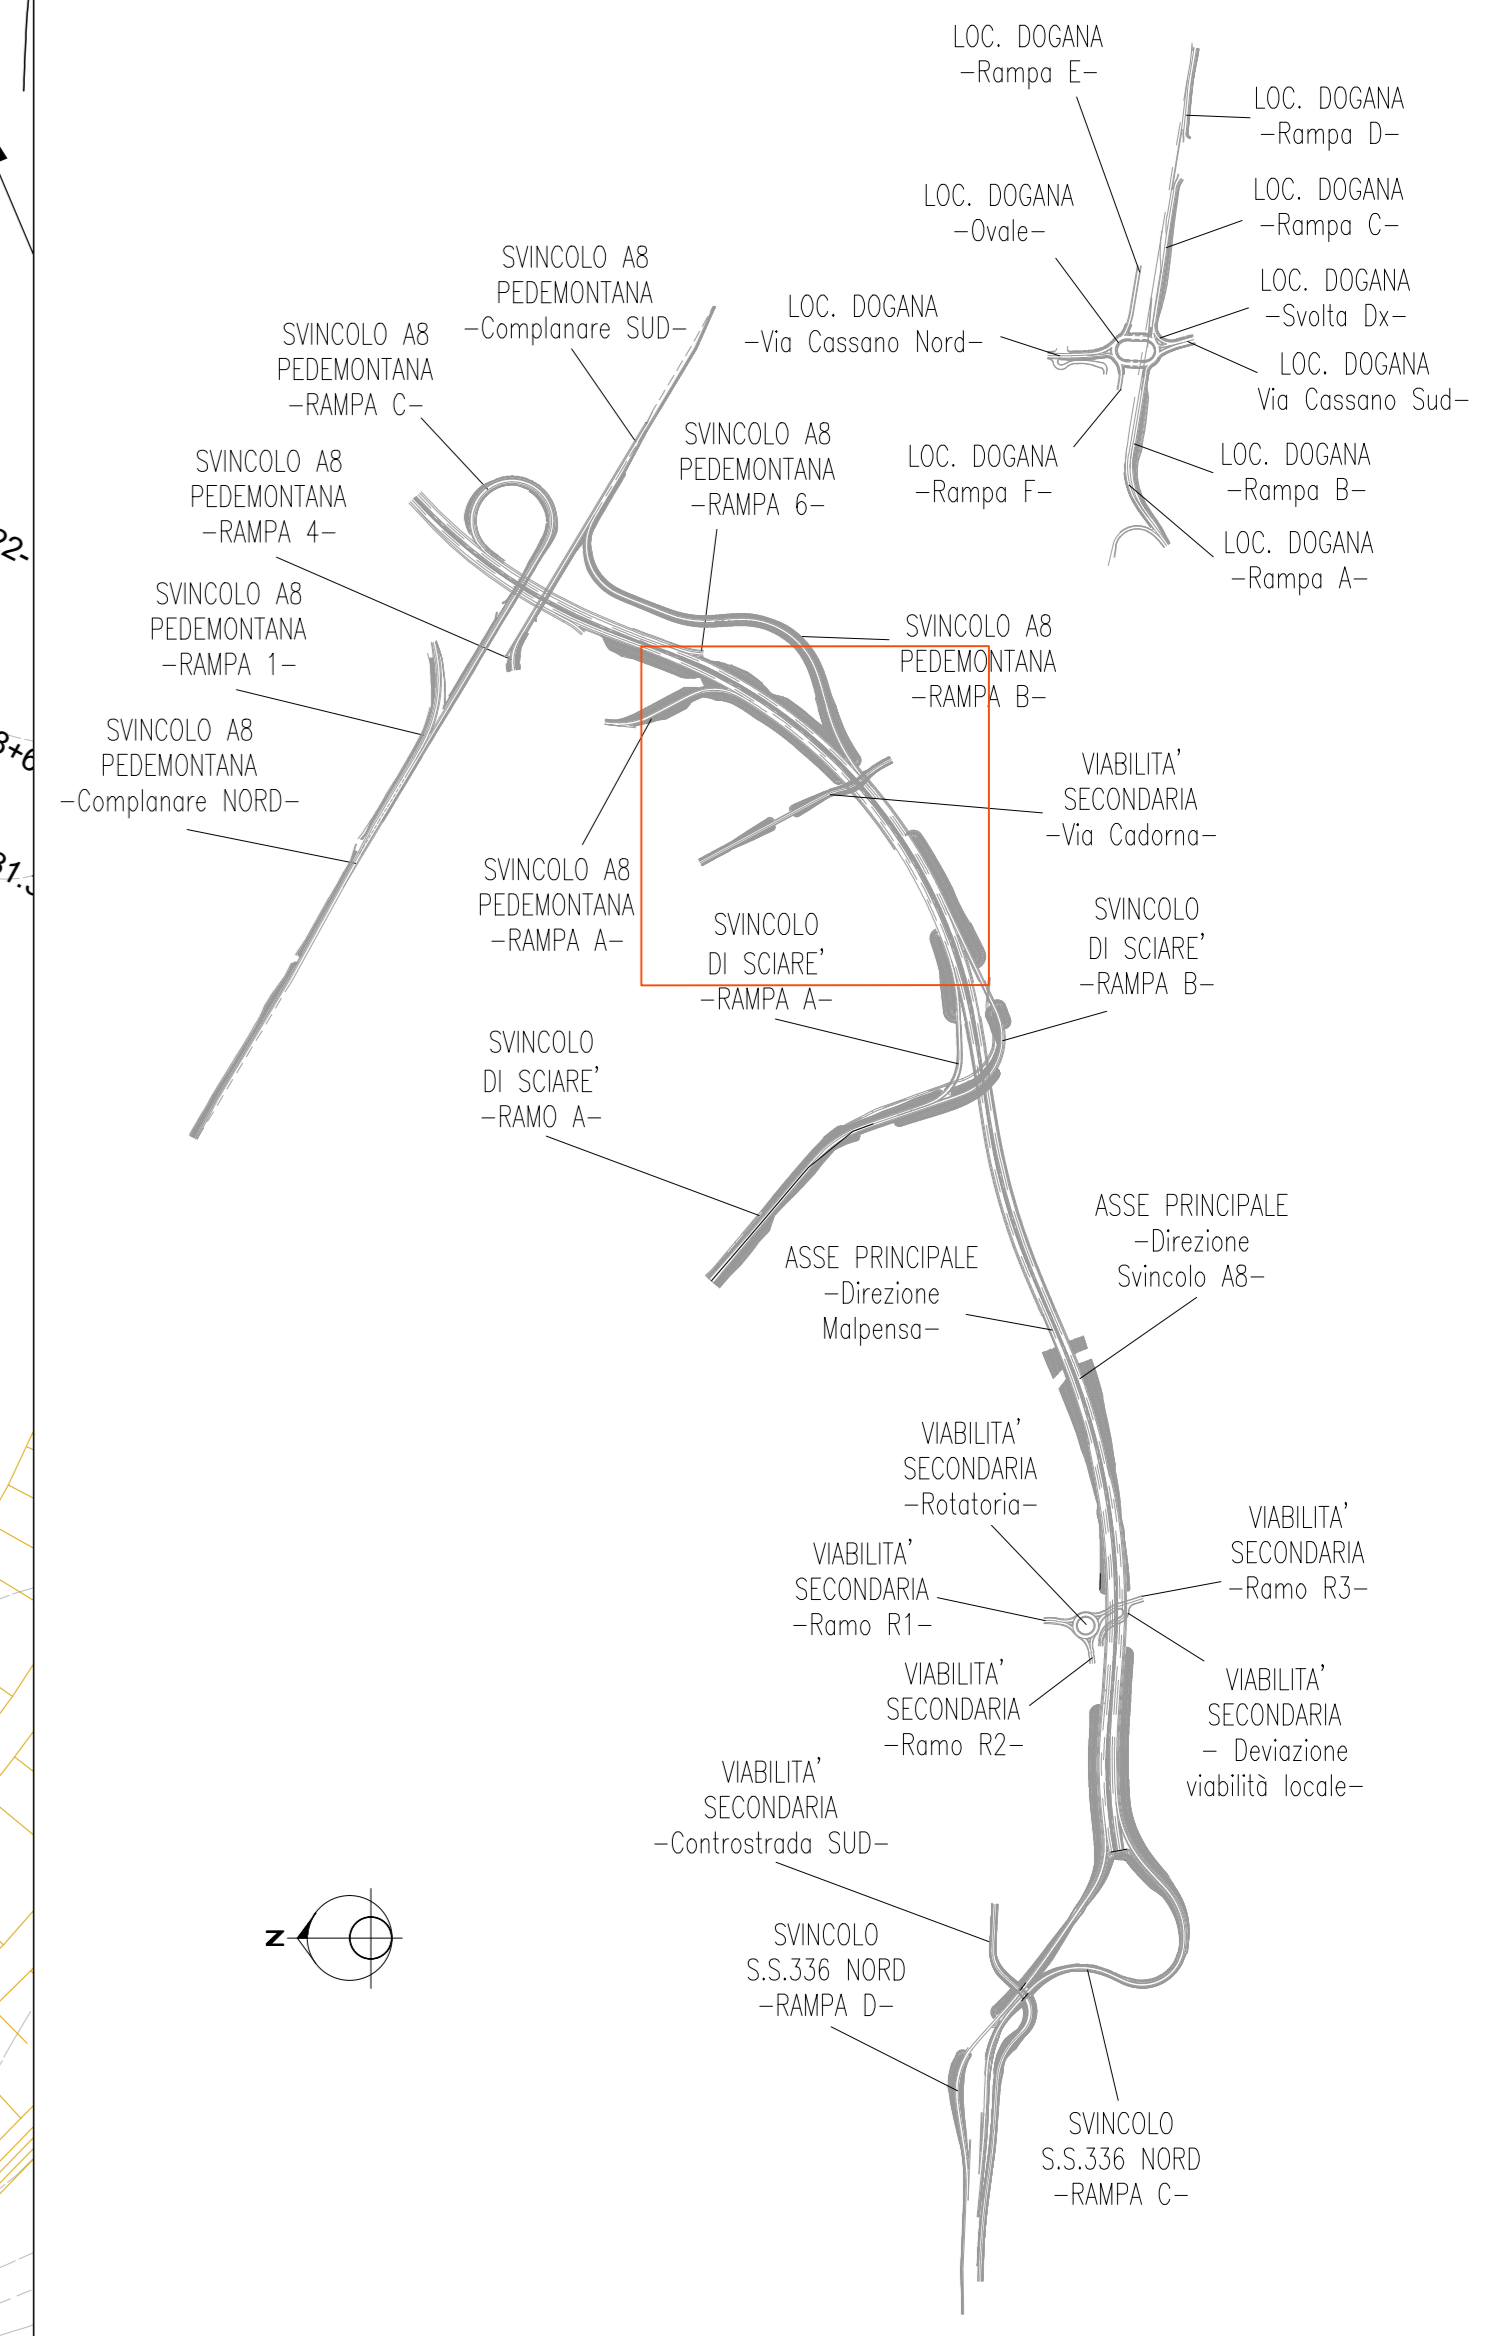 LOC. DOGANA
-Rampa E-
LOC. DOGANA
-Rampa D-
LOC. DOGANA
-Ovale-
LOC. DOGANA
-Rampa C-
SVINCOLO A8
PEDEMONTANA
-Complanare SUD-
LOC. DOGANA
-Svolta Dx-
LOC. DOGANA
-Via Cassano Nord-
SVINCOLO A8
PEDEMONTANA
-RAMPA C-
LOC. DOGANA
Via Cassano Sud-
SVINCOLO A8
PEDEMONTANA
-RAMPA 6-
LOC. DOGANA
-Rampa F-
LOC. DOGANA
-Rampa B-
SVINCOLO A8
PEDEMONTANA
-RAMPA 4-
LOC. DOGANA
-Rampa A-
22-
SVINCOLO A8
PEDEMONTANA
-RAMPA 1-
SVINCOLO A8
PEDEMONTANA
-RAMPA B-
SVINCOLO A8
PEDEMONTANA
-Complanare NORD-
VIABILITA'
SECONDARIA
-Via Cadorna-
SVINCOLO A8
PEDEMONTANA
-RAMPA A-
SVINCOLO
DI SCIARE'
-RAMPA A-
SVINCOLO
DI SCIARE'
-RAMPA B-
SVINCOLO
DI SCIARE'
-RAMO A-
ASSE PRINCIPALE
-Direzione
Svincolo A8-
ASSE PRINCIPALE
-Direzione
Malpensa-
VIABILITA'
SECONDARIA
-Rotatoria-
VIABILITA'
SECONDARIA
-Ramo R3-
VIABILITA'
SECONDARIA
-Ramo R1-
VIABILITA'
SECONDARIA
-Ramo R2-
VIABILITA'
SECONDARIA
- Deviazione
viabilità locale-
VIABILITA'
SECONDARIA
-Controstrada SUD-
N
SVINCOLO
S.S.336 NORD
-RAMPA D-
SVINCOLO
S.S.336 NORD
-RAMPA C-